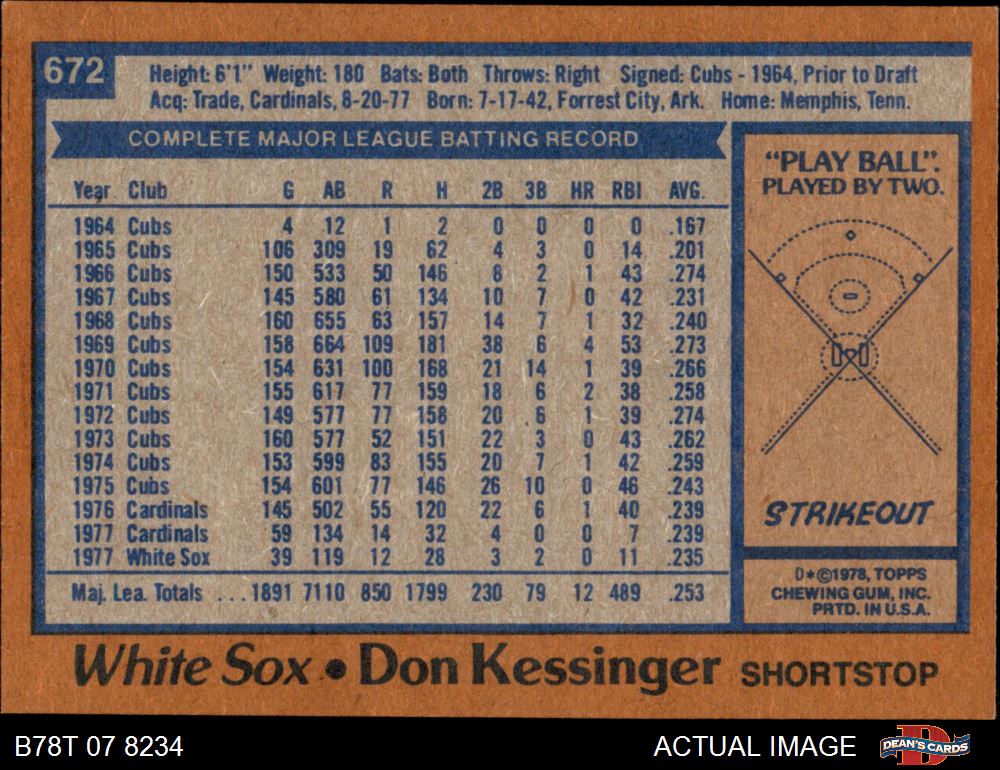 672
Height: 6'1" Weight: 180 Bats: Both Throws: Right Signed: Cubs - 1964, Prior to Draft
Acq: Trade, Cardinals, 8-20-77 Born: 7-17-42, Forrest City, Ark. Home: Memphis, Tenn.
COMPLETE MAJOR LEAGUE BATTING RECORD
Year Club G AB R H 2B 3B HR RBI AVG.
1964 Cubs 4 12 1 2 0 0 0 0 .167
1965 Cubs 106 309 19 62 4 3 0 14 .201
1966 Cubs 150 533 50 146 8 2 1 43 .274
1967 Cubs 145 580 61 134 10 7 0 42 .231
1968 Cubs 160 655 63 157 14 7 1 32 .240
1969 Cubs 158 664 109 181 38 6 4 53 .273
1970 Cubs 154 631 100 168 21 14 1 39 .266
1971 Cubs 155 617 77 159 18 6 2 38 .258
1972 Cubs 149 577 77 158 20 6 1 39 .274
1973 Cubs 160 577 52 151 22 3 0 43 .262
1974 Cubs 153 599 83 155 20 7 1 42 .259
1975 Cubs 154 601 77 146 26 10 0 46 .243
1976 Cardinals 145 502 55 120 22 6 1 40 .239
1977 Cardinals 59 134 14 32 4 0 0 7 .239
1977 White Sox 39 119 12 28 3 2 0 11 .235
Maj. Lea. Totals ... 1891 7110 850 1799 230 79 12 489 .253
"PLAY BALL".
PLAYED BY TWO.
STRIKEOUT
D*©1978, TOPPS
CHEWING GUM, INC.
PRTD. IN U.S.A.
White Sox • Don Kessinger SHORTSTOP
B78T 07 8234
ACTUAL IMAGE
DEAN'S CARDS